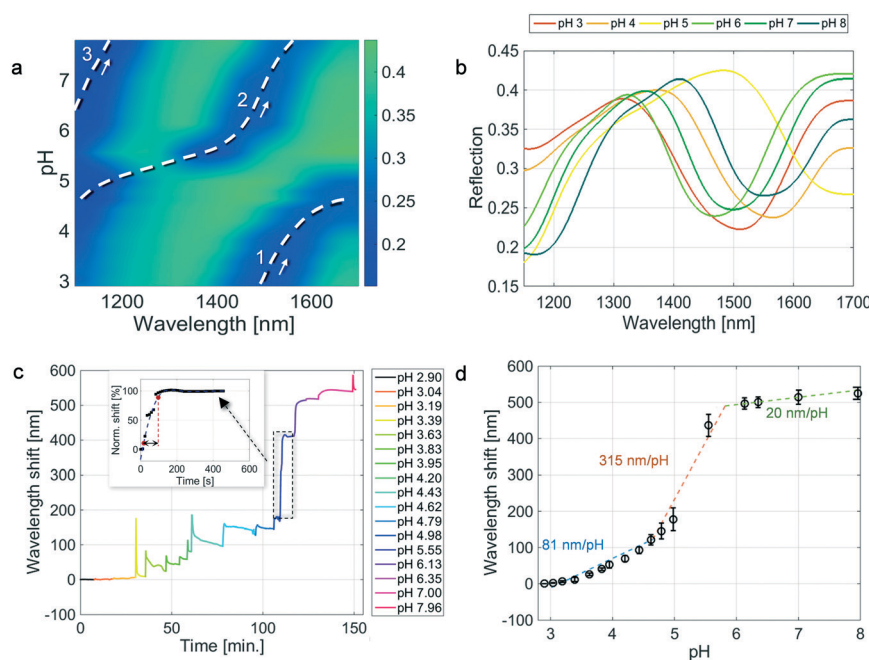 a
pH
7
6
5
4
3
3
2
1
1200
1400
1600
Wavelength [nm]
0.4
0.35
0.3
0.25
0.2
pH 3
pH 4
pH 5
pH 6
pH 7
pH 8
b
Reflection
0.45
0.4
0.35
0.3
0.25
0.2
0.15
1200
1300
1400
1500
1600
1700
Wavelength [nm]
c
Wavelength shift [nm]
600
500
400
300
200
100
0
-100
0
50
100
150
Time [min.]
Norm. shift [%]
100
50
0
0
200
400
600
Time [s]
pH 2.90
pH 3.04
pH 3.19
pH 3.39
pH 3.63
pH 3.83
pH 3.95
pH 4.20
pH 4.43
pH 4.62
pH 4.79
pH 4.98
pH 5.55
pH 6.13
pH 6.35
pH 7.00
pH 7.96
d
Wavelength shift [nm]
600
500
400
300
200
100
0
-100
3
4
5
6
7
8
pH
81 nm/pH
315 nm/pH
20 nm/pH